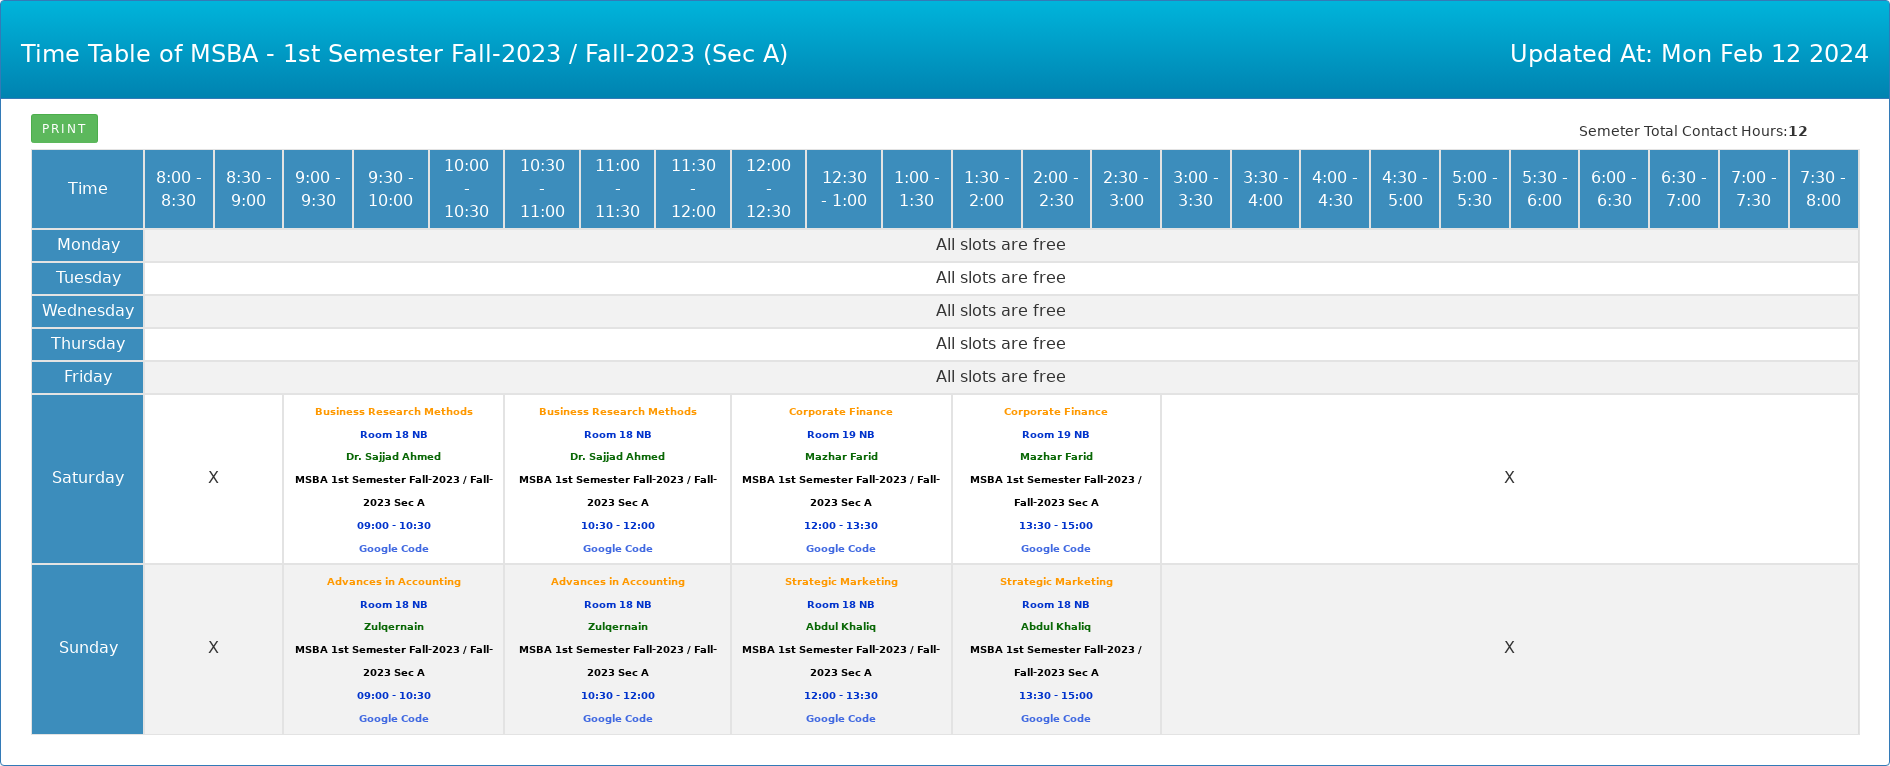 Time Table of MSBA - 1st Semester Fall-2023 / Fall-2023 (Sec A)
Updated At: Mon Feb 12 2024
PRINT
Semeter Total Contact Hours:12
Time
8:00 -
8:30
8:30 -
9:00
9:00 -
9:30
9:30 -
10:00
10:00
-
10:30
10:30
-
11:00
11:00
-
11:30
11:30
-
12:00
12:00
-
12:30
12:30
- 1:00
1:00 -
1:30
1:30 -
2:00
2:00 -
2:30
2:30 -
3:00
3:00 -
3:30
3:30 -
4:00
4:00 -
4:30
4:30 -
5:00
5:00 -
5:30
5:30 -
6:00
6:00 -
6:30
6:30 -
7:00
7:00 -
7:30
7:30 -
8:00
Monday
All slots are free
Tuesday
All slots are free
Wednesday
All slots are free
Thursday
All slots are free
Friday
All slots are free
Saturday
X
Business Research Methods
Room 18 NB
Dr. Sajjad Ahmed
MSBA 1st Semester Fall-2023 / Fall-
2023 Sec A
09:00 - 10:30
Google Code
Business Research Methods
Room 18 NB
Dr. Sajjad Ahmed
MSBA 1st Semester Fall-2023 / Fall-
2023 Sec A
10:30 - 12:00
Google Code
Corporate Finance
Room 19 NB
Mazhar Farid
MSBA 1st Semester Fall-2023 / Fall-
2023 Sec A
12:00 - 13:30
Google Code
Corporate Finance
Room 19 NB
Mazhar Farid
MSBA 1st Semester Fall-2023 /
Fall-2023 Sec A
13:30 - 15:00
Google Code
X
Sunday
X
Advances in Accounting
Room 18 NB
Zulqernain
MSBA 1st Semester Fall-2023 / Fall-
2023 Sec A
09:00 - 10:30
Google Code
Advances in Accounting
Room 18 NB
Zulqernain
MSBA 1st Semester Fall-2023 / Fall-
2023 Sec A
10:30 - 12:00
Google Code
Strategic Marketing
Room 18 NB
Abdul Khaliq
MSBA 1st Semester Fall-2023 / Fall-
2023 Sec A
12:00 - 13:30
Google Code
Strategic Marketing
Room 18 NB
Abdul Khaliq
MSBA 1st Semester Fall-2023 /
Fall-2023 Sec A
13:30 - 15:00
Google Code
X